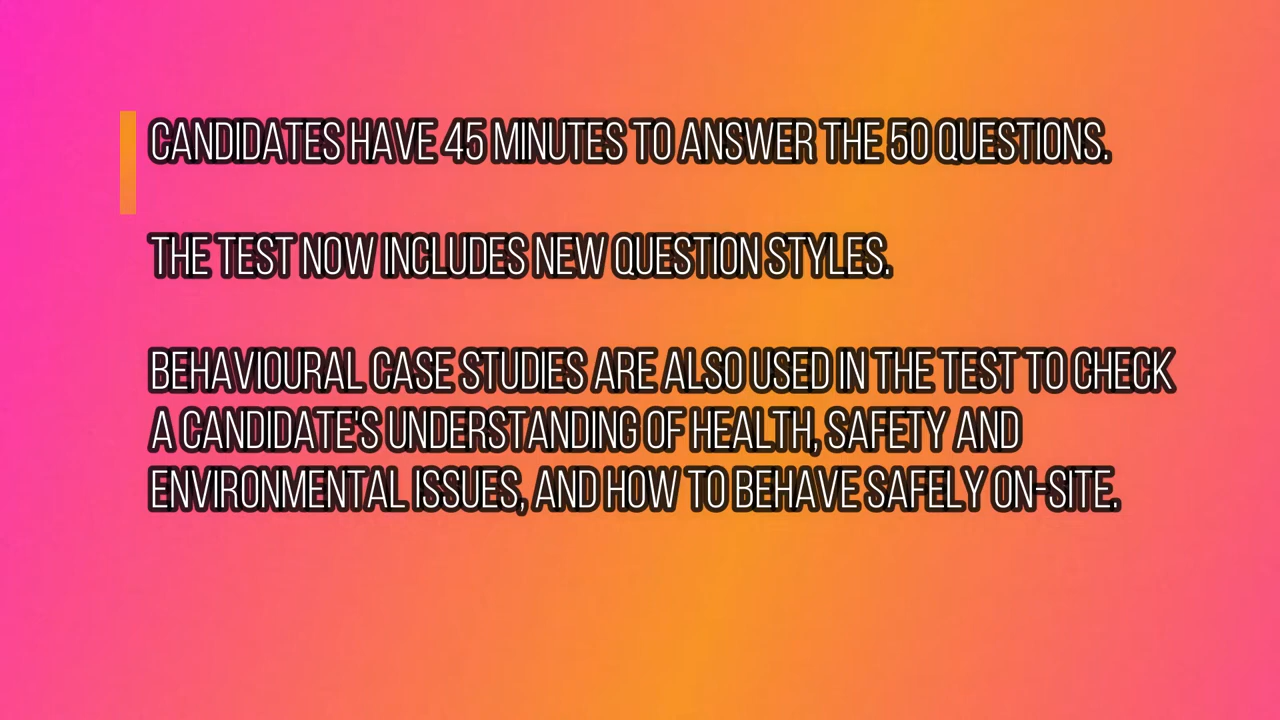 CANDIDATES HAVE 45 MINUTES TO ANSWER THE 50 QUESTIONS.
THE TEST NOW INCLUDES NEW QUESTION STYLES.
BEHAVIOURAL CASE STUDIES ARE ALSO USED IN THE TEST TO CHECK
A CANDIDATE'S UNDERSTANDING OF HEALTH, SAFETY AND
ENVIRONMENTAL ISSUES, AND HOW TO BEHAVE SAFELY ON-SITE.